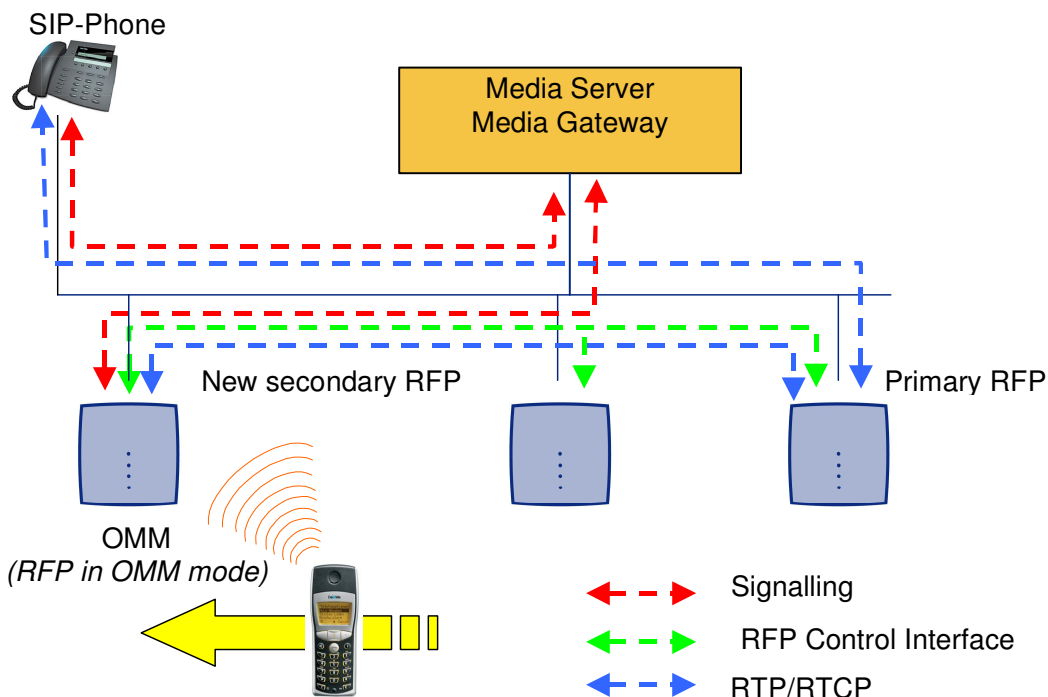 SIP-Phone
Media Server
Media Gateway
New secondary RFP
Primary RFP
OMM
(RFP in OMM mode)
Signalling
RFP Control Interface
RTP/RTCP